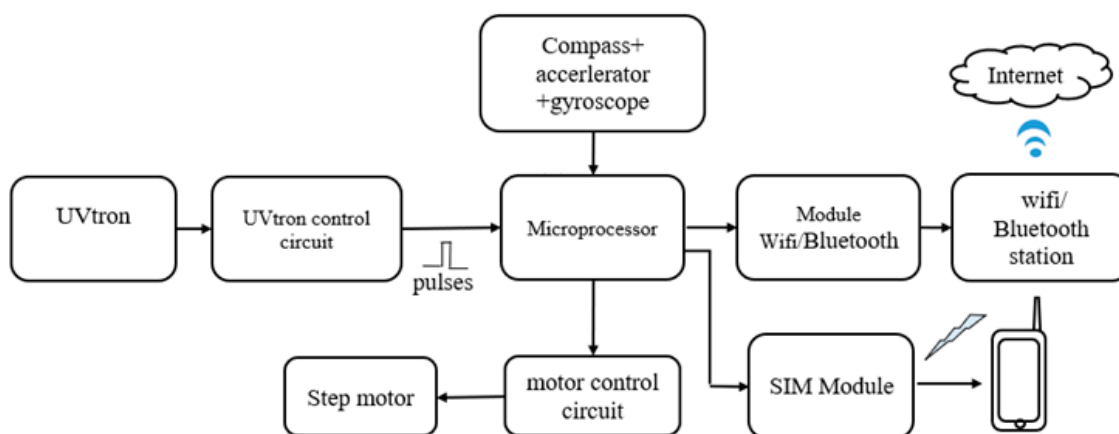 Compass+
accerlerator
+gyroscope
Internet
UVtron
UVtron control
circuit
pulses
Microprocessor
Module
Wifi/Bluetooth
wifi/
Bluetooth
station
Step motor
motor control
circuit
SIM Module